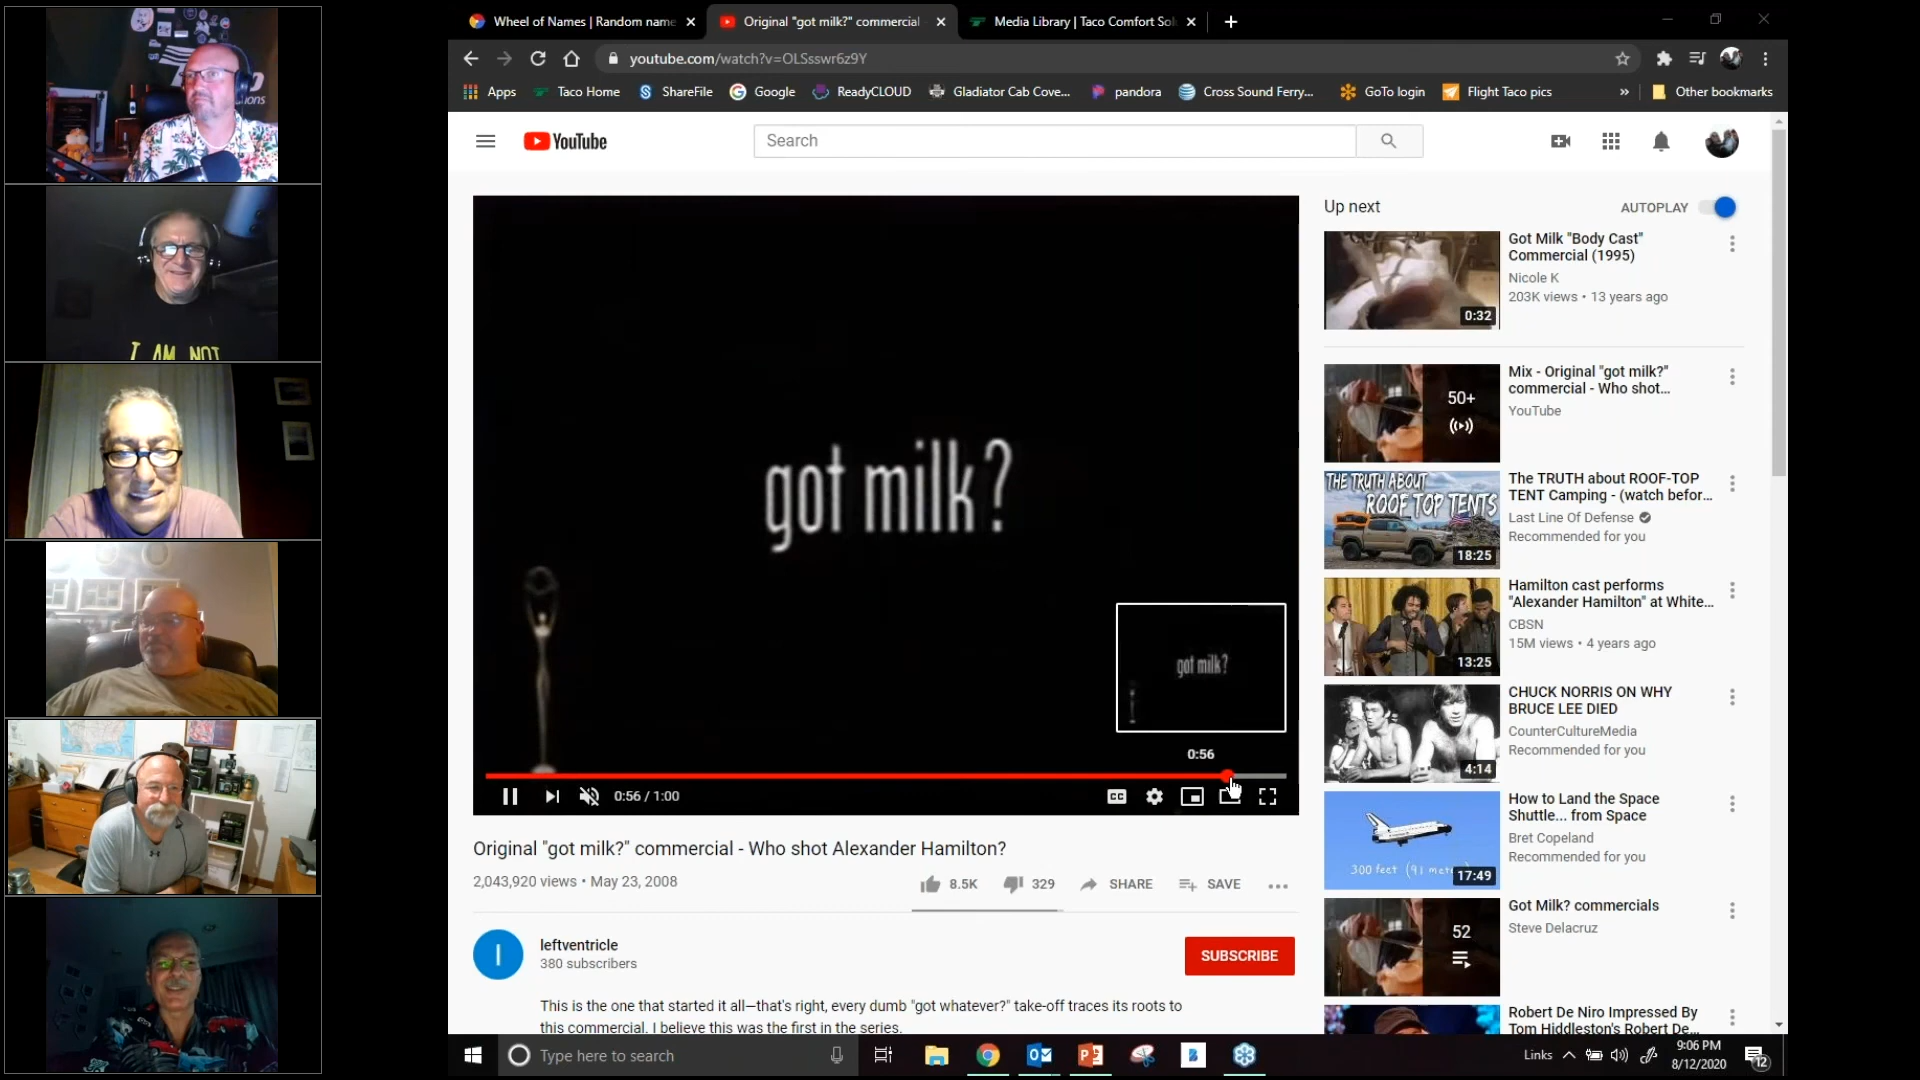 Wheel of Names | Random name
Original "got milk?" commercial
Media Library | Taco Comfort Sol
youtube.com/watch?v=OLSsswr6z9Y
Apps
Taco Home
ShareFile
Google
ReadyCLOUD
Gladiator Cab Cove...
pandora
Cross Sound Ferry...
GoTo login
Flight Taco pics
»
Other bookmarks
YouTube
Search
I AM NOT
got milk?
got milk?
0:56
0:56 / 1:00
CC
Original "got milk?" commercial - Who shot Alexander Hamilton?
2,043,920 views • May 23, 2008
8.5K
329
SHARE
SAVE
leftventricle
380 subscribers
SUBSCRIBE
This is the one that started it all—that's right, every dumb "got whatever?" take-off traces its roots to
this commercial. I believe this was the first in the series.
Up next
AUTOPLAY
0:32
Got Milk "Body Cast"
Commercial (1995)
Nicole K
203K views • 13 years ago
50+
Mix - Original "got milk?"
commercial - Who shot...
YouTube
THE TRUTH ABOUT
ROOF TOP TENTS
18:25
The TRUTH about ROOF-TOP
TENT Camping - (watch befor...
Last Line Of Defense
Recommended for you
13:25
Hamilton cast performs
"Alexander Hamilton" at White...
CBSN
15M views • 4 years ago
4:14
CHUCK NORRIS ON WHY
BRUCE LEE DIED
CounterCultureMedia
Recommended for you
300 feet (91 mete
17:49
How to Land the Space
Shuttle... from Space
Bret Copeland
Recommended for you
52
Got Milk? commercials
Steve Delacruz
Robert De Niro Impressed By
Tom Hiddleston's Robert De...
Type here to search
Links
9:06 PM
8/12/2020
12